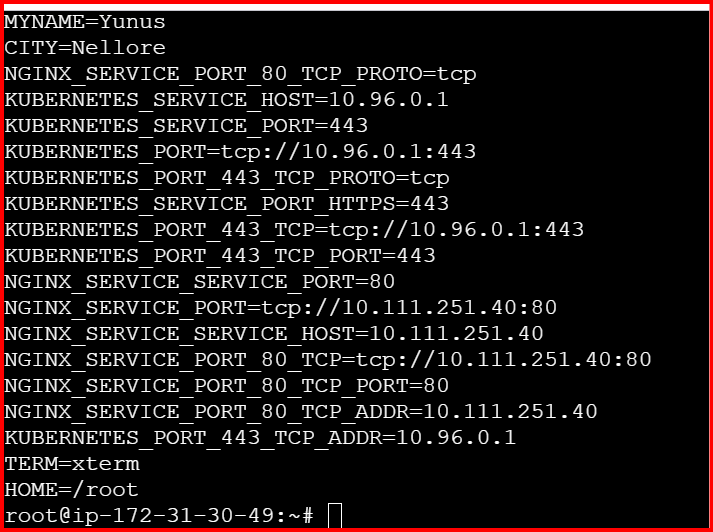 MYNAME=Yunus
CITY=Nellore
NGINX_SERVICE_PORT_80_TCP_PROTO=tcp
KUBERNETES_SERVICE_HOST=10.96.0.1
KUBERNETES_SERVICE_PORT=443
KUBERNETES_PORT=tcp://10.96.0.1:443
KUBERNETES_PORT_443_TCP_PROTO=tcp
KUBERNETES_SERVICE_PORT_HTTPS=443
KUBERNETES_PORT_443_TCP=tcp://10.96.0.1:443
KUBERNETES_PORT_443_TCP_PORT=443
NGINX_SERVICE_SERVICE_PORT=80
NGINX_SERVICE_PORT=tcp://10.111.251.40:80
NGINX_SERVICE_SERVICE_HOST=10.111.251.40
NGINX_SERVICE_PORT_80_TCP=tcp://10.111.251.40:80
NGINX_SERVICE_PORT_80_TCP_PORT=80
NGINX_SERVICE_PORT_80_TCP_ADDR=10.111.251.40
KUBERNETES_PORT_443_TCP_ADDR=10.96.0.1
TERM=xterm
HOME=/root
root@ip-172-31-30-49:~#